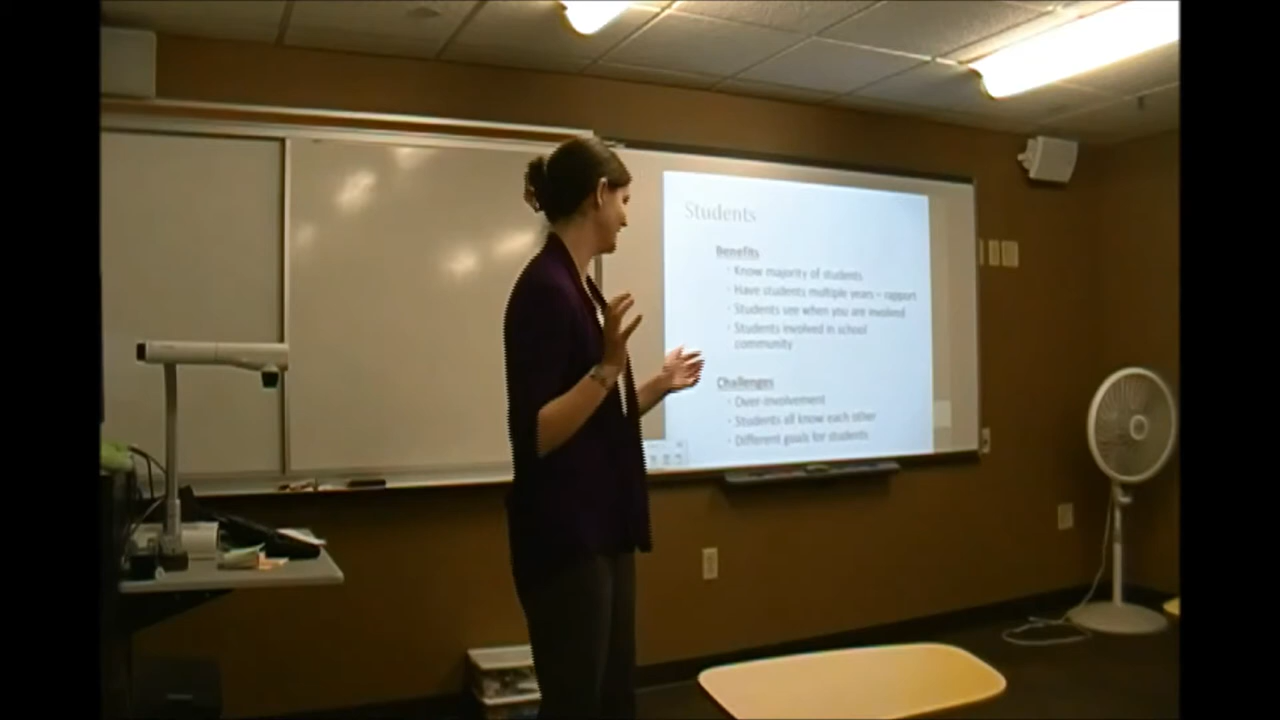 Students
Benefits
Know majority of students
Have students multiple years – rapport
Students see when you are involved
Students involved in school
community
Challenges
Over-involvement
Students all know each other
Different goals for students